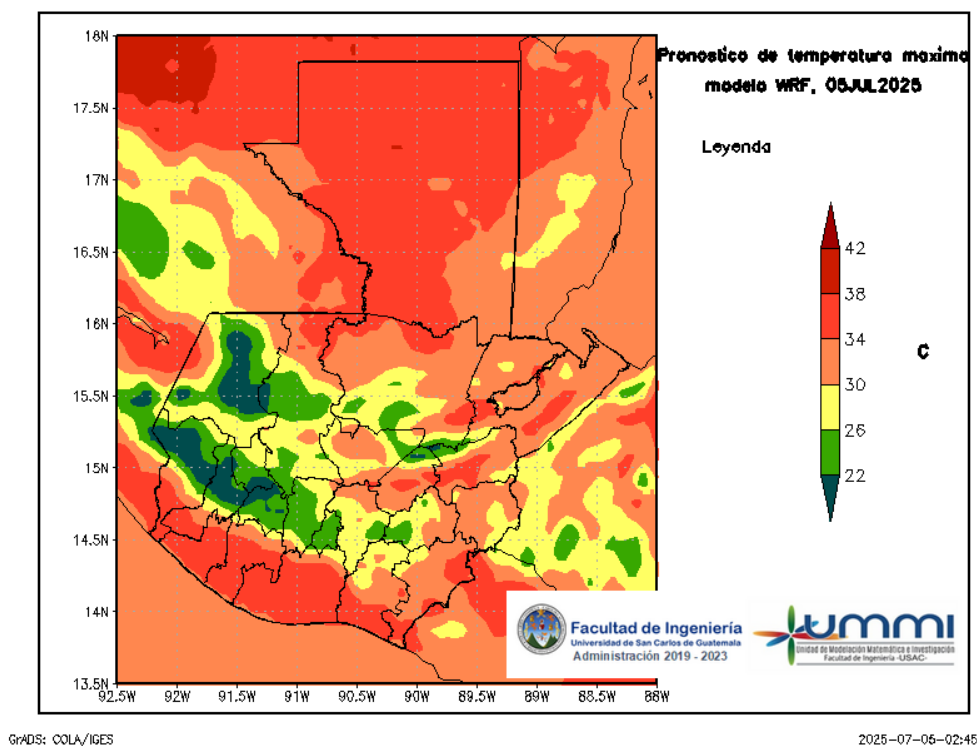 Pronostico de temperatura maxima
modelo WRF, 05JUL2025
Leyenda
18N
17.5N
17N
16.5N
16N
15.5N
15N
14.5N
14N
13.5N
92.5W 92W 91.5W 91W 90.5W 90W 89.5W 89W 88.5W 88W
42
38
34
30
26
22
C
Facultad de Ingeniería
Universidad de San Carlos de Guatemala
Administración 2019 - 2023
ummi
Unidad de Modelación Matemática e Investigación
Facultad de Ingeniería -USAC-
GrADS: COLA/IGES
2025-07-05-02:45